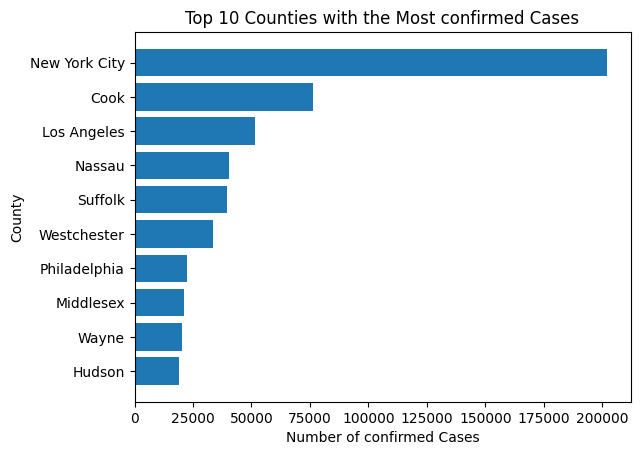 Top 10 Counties with the Most confirmed Cases
County
New York City
Cook
Los Angeles
Nassau
Suffolk
Westchester
Philadelphia
Middlesex
Wayne
Hudson
0 25000 50000 75000 100000 125000 150000 175000 200000
Number of confirmed Cases